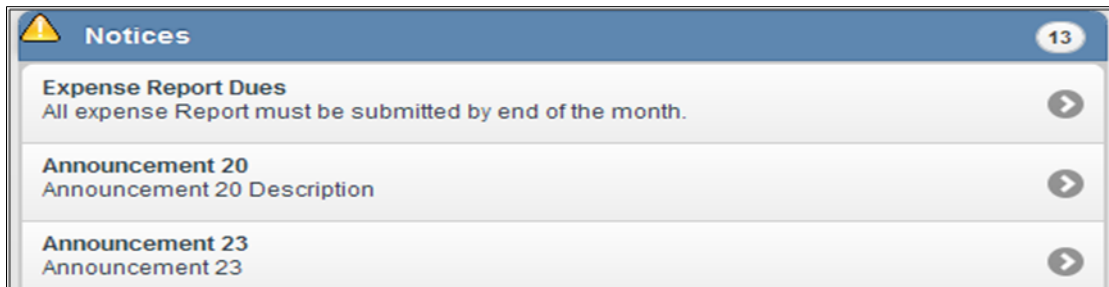 Notices
13
Expense Report Dues
All expense Report must be submitted by end of the month.
Announcement 20
Announcement 20 Description
Announcement 23
Announcement 23